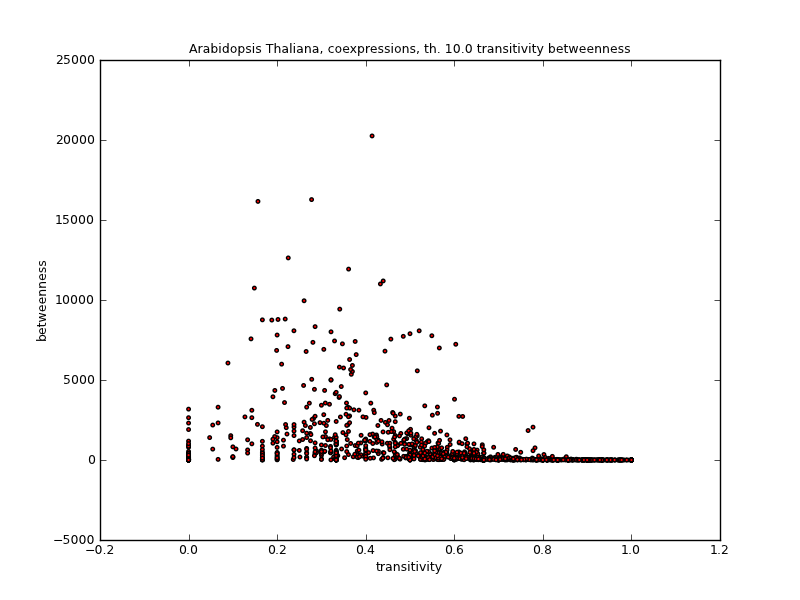 Arabidopsis Thaliana, coexpressions, th. 10.0 transitivity betweenness
25000
20000
15000
10000
5000
0
−5000
betweenness
−0.2 0.0 0.2 0.4 0.6 0.8 1.0 1.2
transitivity